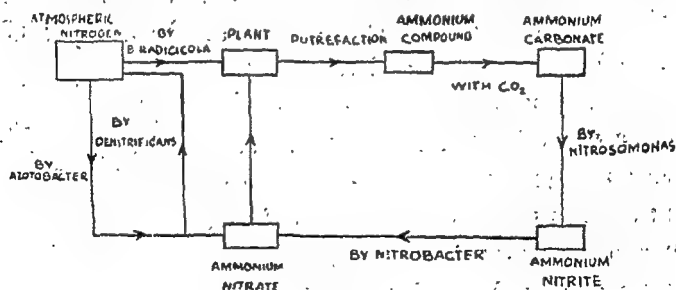 ATMOSPHERIC
NITROGEN
BY
B RADICICOLA
PLANT
PUTREFACTION
AMMONIUM
COMPOUND
WITH CO2
AMMONIUM
CARBONATE
BY
NITROSOMONAS
AMMONIUM
NITRITE
BY NITROBACTER
AMMONIUM
NITRATE
BY
DENITRIFICANS
BY
AZOTOBACTER